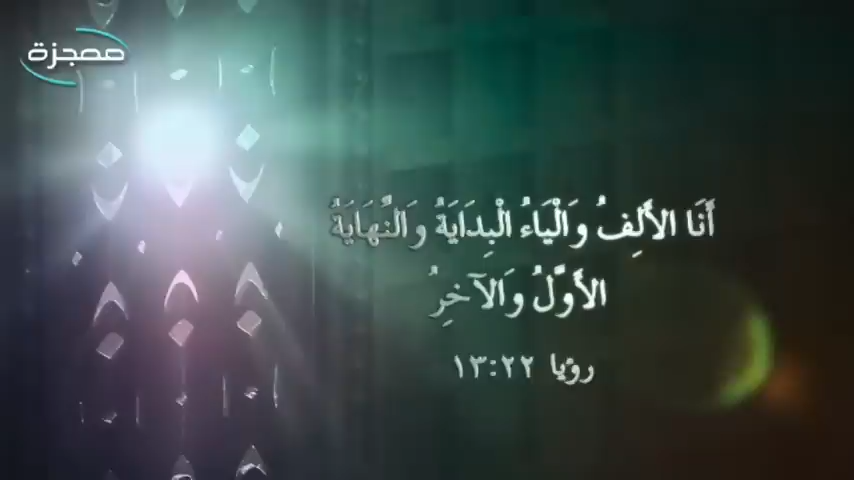 معجزة
أَنَا الأَلِفُ وَالْيَاءُ الْبِدَايَةُ وَالنِّهَايَةُ
الأَوَّلُ وَالآخِرُ
رؤيا ١٣:٢٢